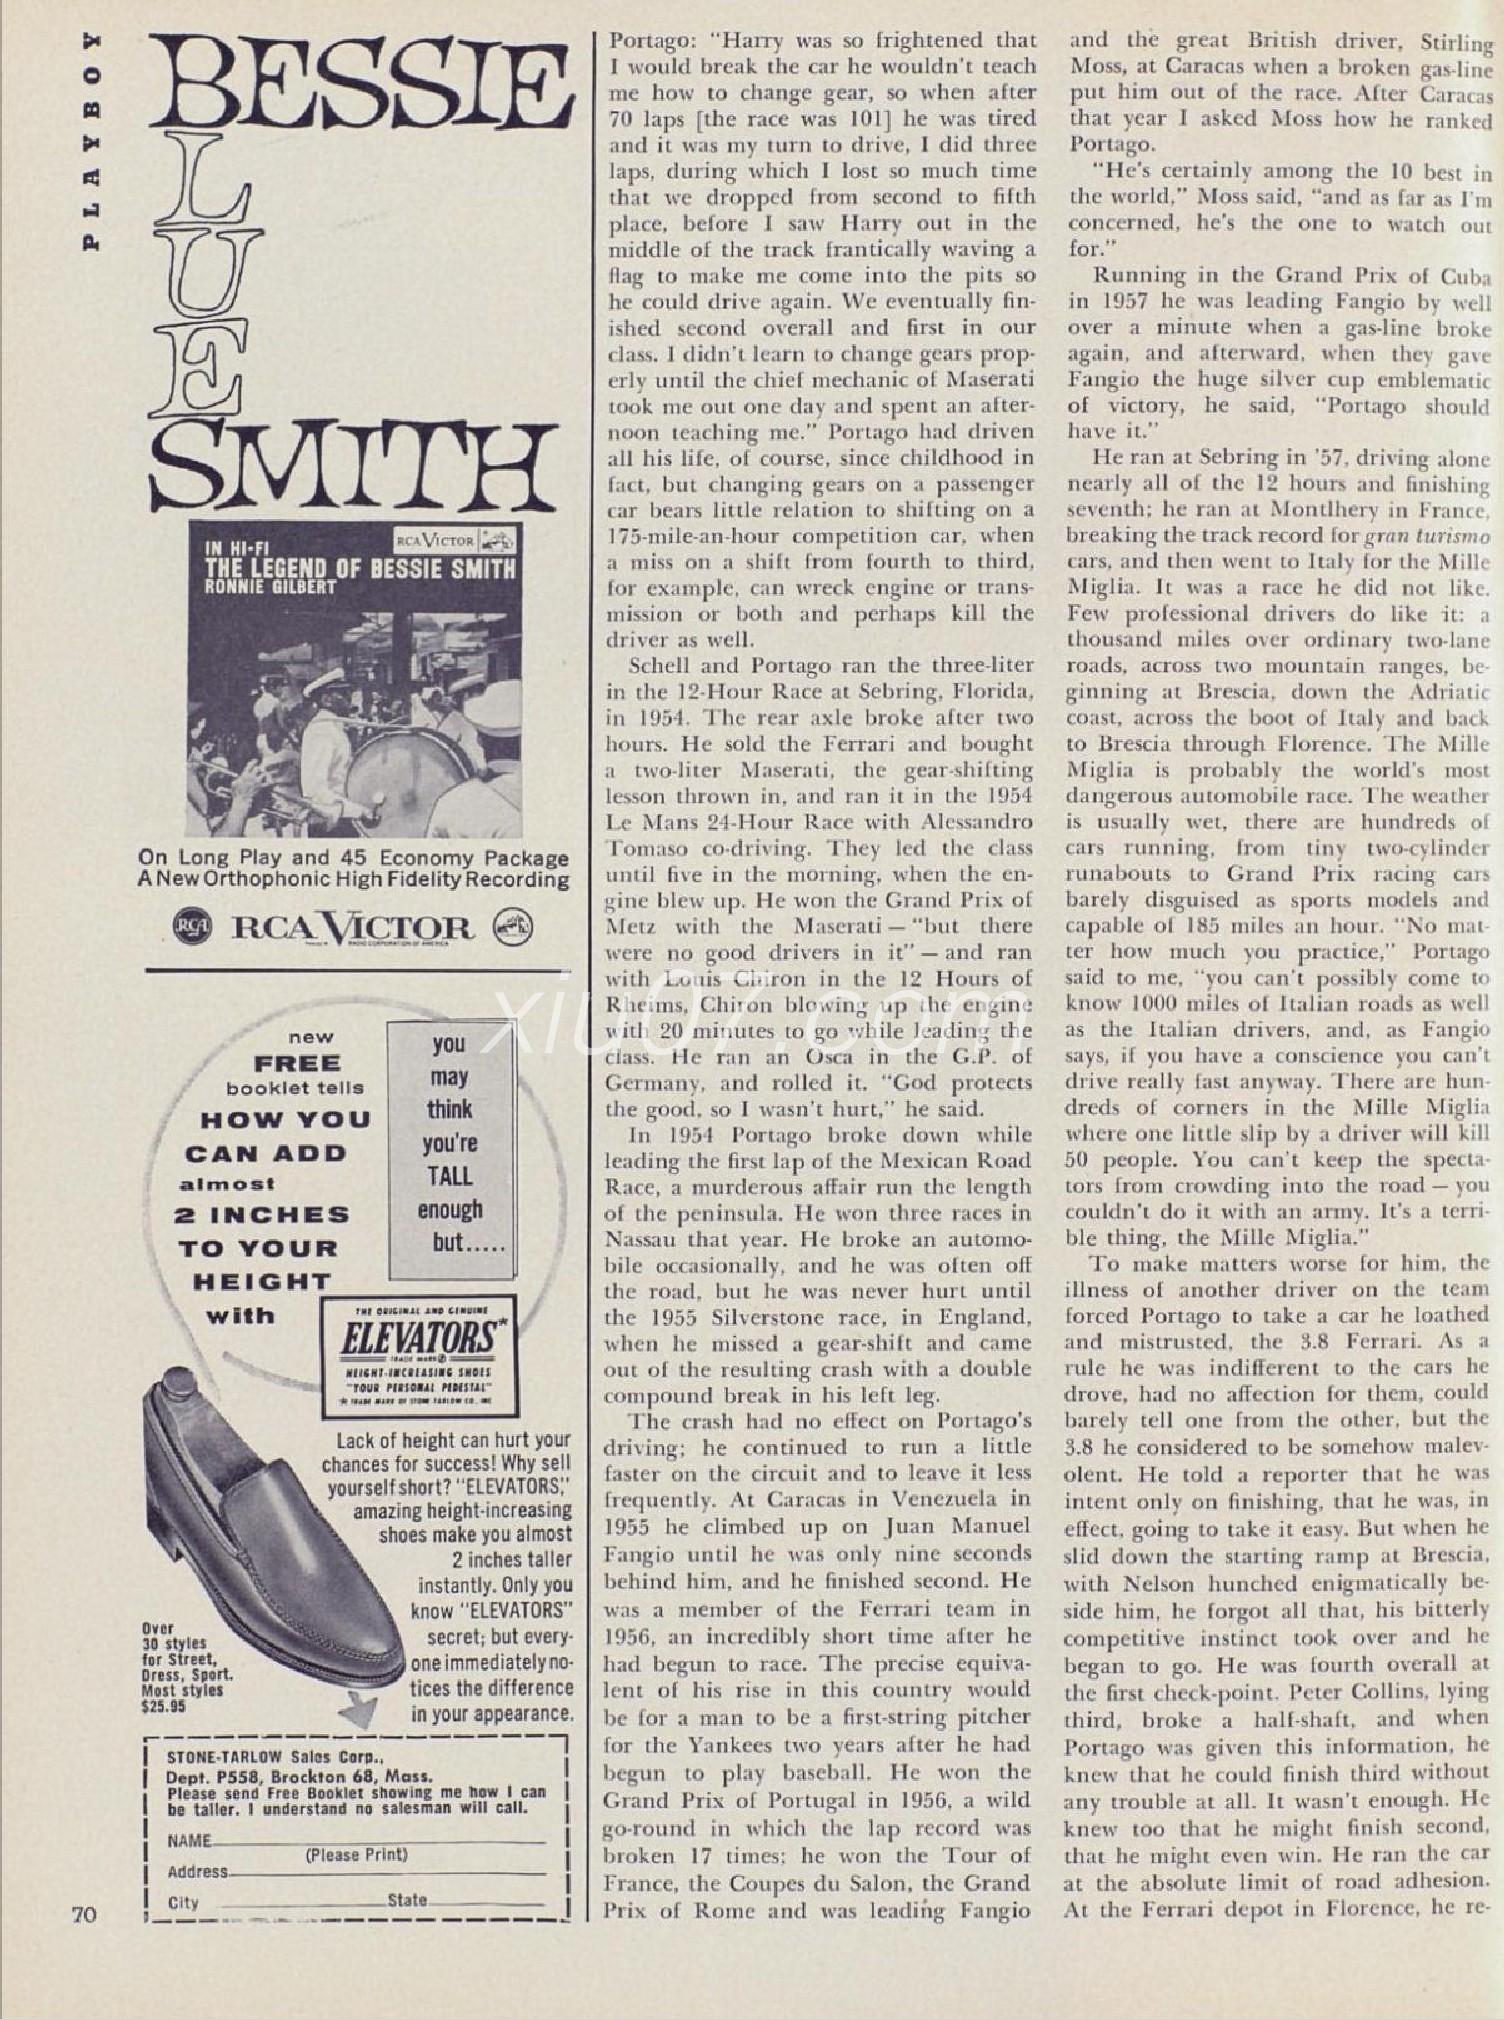 PLAYBOY
BESSIE
LUE
SMITH
IN HI-FI
RCA VICTOR
THE LEGEND OF BESSIE SMITH
RONNIE GILBERT
On Long Play and 45 Economy Package
A New Orthophonic High Fidelity Recording
RCA
RCA VICTOR
RADIO CORPORATION OF AMERICA
new
FREE
booklet tells
HOW YOU
CAN ADD
almost
2 INCHES
TO YOUR
HEIGHT
with
you
may
think
you're
TALL
enough
but.....
THE ORIGINAL AND GENUINE
ELEVATORS*
TRADE MARK
HEIGHT-INCREASING SHOES
"YOUR PERSONAL PEDESTAL"
* TRADE MARK OF STONE TARLOW CO., INC
Lack of height can hurt your
chances for success! Why sell
yourself short? "ELEVATORS,"
amazing height-increasing
shoes make you almost
2 inches taller
instantly. Only you
know "ELEVATORS"
secret; but every-
one immediately no-
tices the difference
in your appearance.
Over
30 styles
for Street,
Dress, Sport.
Most styles
$25.95
STONE-TARLOW Sales Corp.,
Dept. P558, Brockton 68, Mass.
Please send Free Booklet showing me how I can
be taller. I understand no salesman will call.
NAME
(Please Print)
Address
City State
70
Portago: "Harry was so frightened that
I would break the car he wouldn't teach
me how to change gear, so when after
70 laps [the race was 101] he was tired
and it was my turn to drive, I did three
laps, during which I lost so much time
that we dropped from second to fifth
place, before I saw Harry out in the
middle of the track frantically waving a
flag to make me come into the pits so
he could drive again. We eventually fin-
ished second overall and first in our
class. I didn't learn to change gears prop-
erly until the chief mechanic of Maserati
took me out one day and spent an after-
noon teaching me." Portago had driven
all his life, of course, since childhood in
fact, but changing gears on a passenger
car bears little relation to shifting on a
175-mile-an-hour competition car, when
a miss on a shift from fourth to third,
for example, can wreck engine or trans-
mission or both and perhaps kill the
driver as well.
Schell and Portago ran the three-liter
in the 12-Hour Race at Sebring, Florida,
in 1954. The rear axle broke after two
hours. He sold the Ferrari and bought
a two-liter Maserati, the gear-shifting
lesson thrown in, and ran it in the 1954
Le Mans 24-Hour Race with Alessandro
Tomaso co-driving. They led the class
until five in the morning, when the en-
gine blew up. He won the Grand Prix of
Metz with the Maserati — "but there
were no good drivers in it" — and ran
with Louis Chiron in the 12 Hours of
Rheims, Chiron blowing up the engine
with 20 minutes to go while leading the
class. He ran an Osca in the G.P. of
Germany, and rolled it. "God protects
the good, so I wasn't hurt," he said.
In 1954 Portago broke down while
leading the first lap of the Mexican Road
Race, a murderous affair run the length
of the peninsula. He won three races in
Nassau that year. He broke an automo-
bile occasionally, and he was often off
the road, but he was never hurt until
the 1955 Silverstone race, in England,
when he missed a gear-shift and came
out of the resulting crash with a double
compound break in his left leg.
The crash had no effect on Portago's
driving; he continued to run a little
faster on the circuit and to leave it less
frequently. At Caracas in Venezuela in
1955 he climbed up on Juan Manuel
Fangio until he was only nine seconds
behind him, and he finished second. He
was a member of the Ferrari team in
1956, an incredibly short time after he
had begun to race. The precise equiva-
lent of his rise in this country would
be for a man to be a first-string pitcher
for the Yankees two years after he had
begun to play baseball. He won the
Grand Prix of Portugal in 1956, a wild
go-round in which the lap record was
broken 17 times; he won the Tour of
France, the Coupes du Salon, the Grand
Prix of Rome and was leading Fangio
and the great British driver, Stirling
Moss, at Caracas when a broken gas-line
put him out of the race. After Caracas
that year I asked Moss how he ranked
Portago.
"He's certainly among the 10 best in
the world," Moss said, "and as far as I'm
concerned, he's the one to watch out
for."
Running in the Grand Prix of Cuba
in 1957 he was leading Fangio by well
over a minute when a gas-line broke
again, and afterward, when they gave
Fangio the huge silver cup emblematic
of victory, he said, "Portago should
have it."
He ran at Sebring in '57, driving alone
nearly all of the 12 hours and finishing
seventh; he ran at Montlhery in France,
breaking the track record for gran turismo
cars, and then went to Italy for the Mille
Miglia. It was a race he did not like.
Few professional drivers do like it: a
thousand miles over ordinary two-lane
roads, across two mountain ranges, be-
ginning at Brescia, down the Adriatic
coast, across the boot of Italy and back
to Brescia through Florence. The Mille
Miglia is probably the world's most
dangerous automobile race. The weather
is usually wet, there are hundreds of
cars running, from tiny two-cylinder
runabouts to Grand Prix racing cars
barely disguised as sports models and
capable of 185 miles an hour. "No mat-
ter how much you practice," Portago
said to me, "you can't possibly come to
know 1000 miles of Italian roads as well
as the Italian drivers, and, as Fangio
says, if you have a conscience you can't
drive really fast anyway. There are hun-
dreds of corners in the Mille Miglia
where one little slip by a driver will kill
50 people. You can't keep the specta-
tors from crowding into the road — you
couldn't do it with an army. It's a terri-
ble thing, the Mille Miglia."
To make matters worse for him, the
illness of another driver on the team
forced Portago to take a car he loathed
and mistrusted, the 3.8 Ferrari. As a
rule he was indifferent to the cars he
drove, had no affection for them, could
barely tell one from the other, but the
3.8 he considered to be somehow malev-
olent. He told a reporter that he was
intent only on finishing, that he was, in
effect, going to take it easy. But when he
slid down the starting ramp at Brescia,
with Nelson hunched enigmatically be-
side him, he forgot all that, his bitterly
competitive instinct took over and he
began to go. He was fourth overall at
the first check-point. Peter Collins, lying
third, broke a half-shaft, and when
Portago was given this information, he
knew that he could finish third without
any trouble at all. It wasn't enough. He
knew too that he might finish second,
that he might even win. He ran the car
at the absolute limit of road adhesion.
At the Ferrari depot in Florence, he re-
xiu07.com